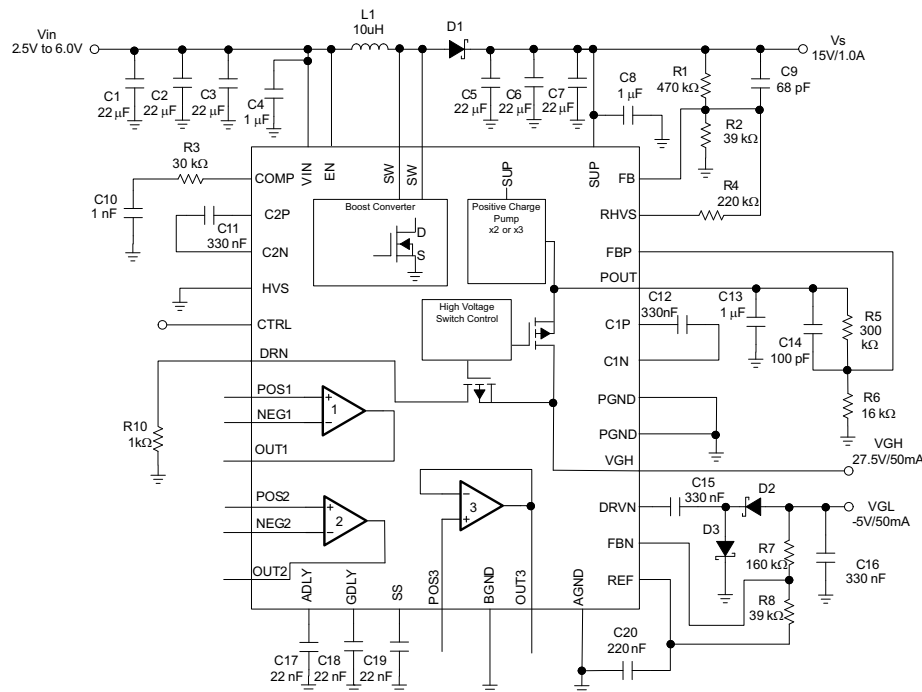 L1
10uH
D1
Vin
2.5V to 6.0V
Vs
15V/1.0A
C1
22 µF
C2
22 µF
C3
22 µF
C4
1 µF
C5
22 µF
C6
22 µF
C7
22 µF
C8
1 µF
R1
470 kΩ
C9
68 pF
R2
39 kΩ
R3
30 kΩ
C10
1 nF
C11
330 nF
COMP
C2P
C2N
HVS
CTRL
DRN
VIN
EN
SW
SW
SUP
SUP
FB
R4
220 kΩ
RHVS
FBP
POUT
Boost Converter
D
S
Positive Charge
Pump
x2 or x3
High Voltage
Switch Control
C12
330nF
C1P
C1N
C13
1 µF
C14
100 pF
R5
300
kΩ
R6
16 kΩ
PGND
PGND
VGH
VGH
27.5V/50mA
R10
1kΩ
POS1
NEG1
OUT1
+
−
1
POS2
NEG2
OUT2
+
−
2
−
+
3
DRVN
FBN
REF
C15
330 nF
D2
D3
VGL
-5V/50mA
R7
160 kΩ
C16
330 nF
R8
39 kΩ
ADLY
GDLY
SS
POS3
BGND
OUT3
AGND
C17
22 nF
C18
22 nF
C19
22 nF
C20
220 nF